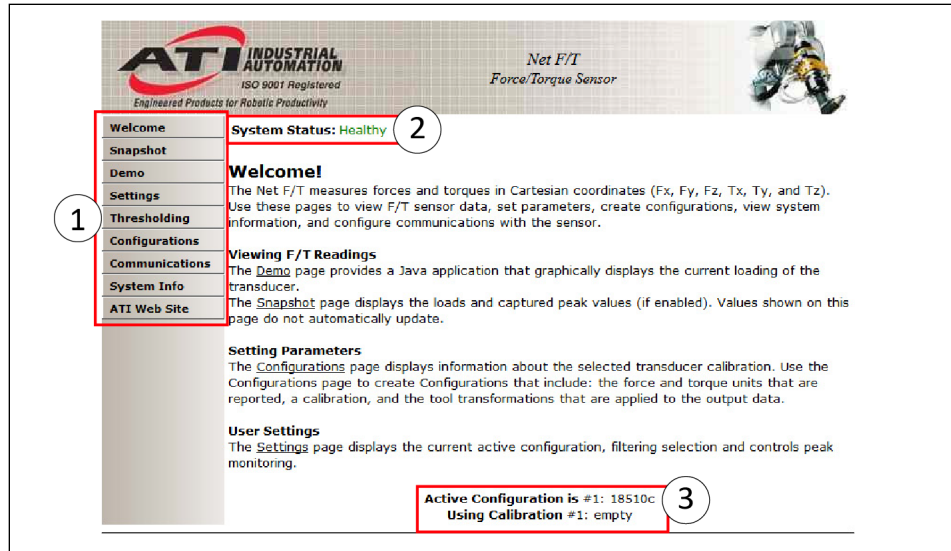 ATI INDUSTRIAL
AUTOMATION
ISO 9001 Registered
Engineered Products for Robotic Productivity
Net F/T
Force/Torque Sensor
1
Welcome
Snapshot
Demo
Settings
Thresholding
Configurations
Communications
System Info
ATI Web Site
System Status: Healthy
2
Welcome!
The Net F/T measures forces and torques in Cartesian coordinates (Fx, Fy, Fz, Tx, Ty, and Tz).
Use these pages to view F/T sensor data, set parameters, create configurations, view system
information, and configure communications with the sensor.
Viewing F/T Readings
The Demo page provides a Java application that graphically displays the current loading of the
transducer.
The Snapshot page displays the loads and captured peak values (if enabled). Values shown on this
page do not automatically update.
Setting Parameters
The Configurations page displays information about the selected transducer calibration. Use the
Configurations page to create Configurations that include: the force and torque units that are
reported, a calibration, and the tool transformations that are applied to the output data.
User Settings
The Settings page displays the current active configuration, filtering selection and controls peak
monitoring.
Active Configuration is #1: 18510c
Using Calibration #1: empty
3